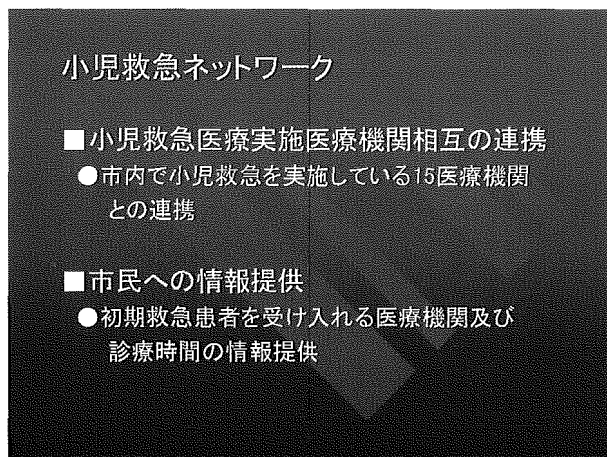 小児救急ネットワーク
■小児救急医療実施医療機関相互の連携
●市内で小児救急を実施している15医療機関
との連携
■市民への情報提供
●初期救急患者を受け入れる医療機関及び
診療時間の情報提供